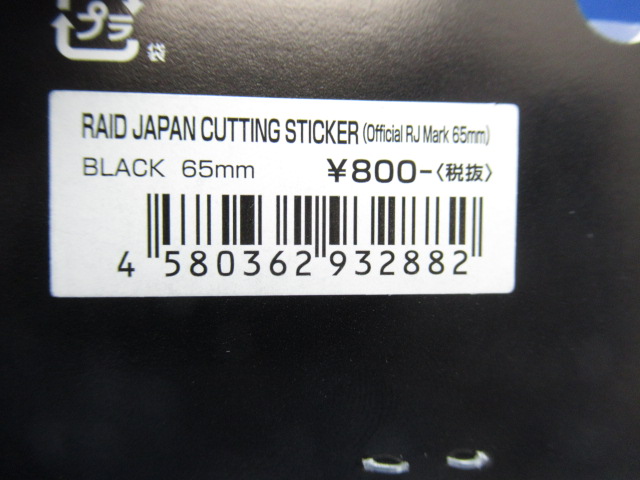 プラ
袋
RAID JAPAN CUTTING STICKER (Official RJ Mark 65mm)
BLACK 65mm ¥800-〈税抜〉
4 580362 932882